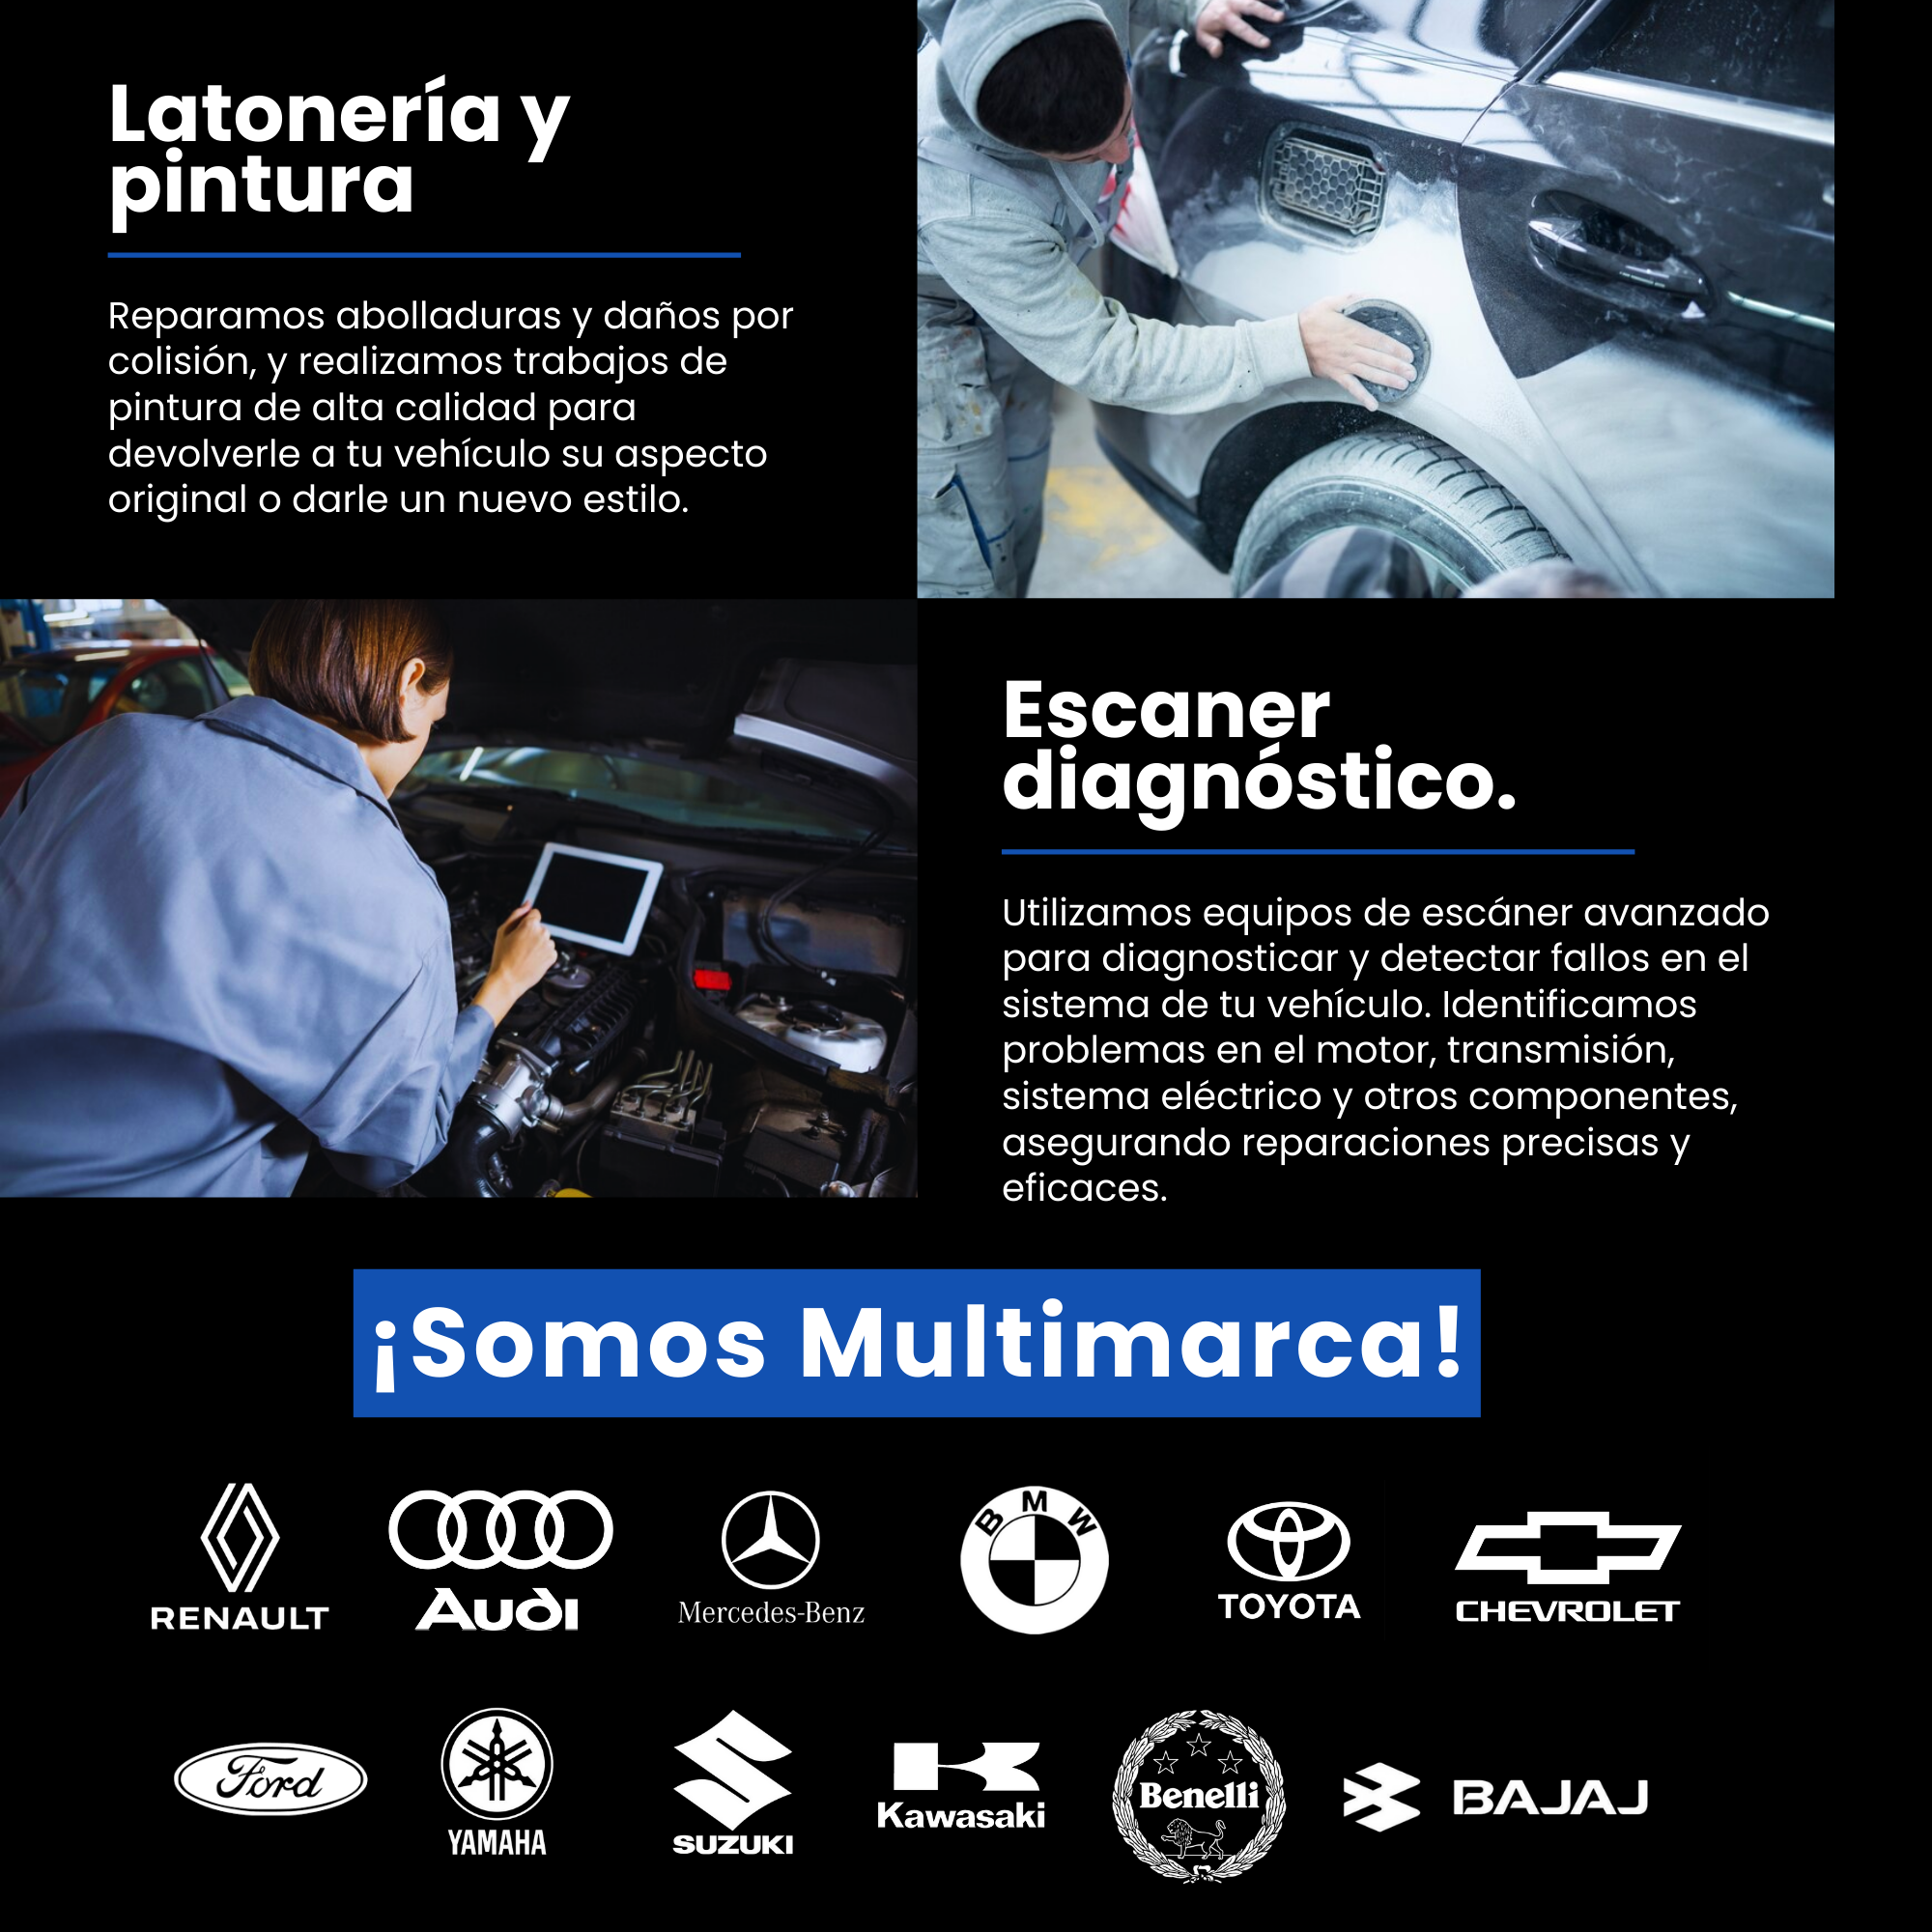 Latonería y
pintura
Reparamos abolladuras y daños por
colisión, y realizamos trabajos de
pintura de alta calidad para
devolverle a tu vehículo su aspecto
original o darle un nuevo estilo.
Escaner
diagnóstico.
Utilizamos equipos de escáner avanzado
para diagnosticar y detectar fallos en el
sistema de tu vehículo. Identificamos
problemas en el motor, transmisión,
sistema eléctrico y otros componentes,
asegurando reparaciones precisas y
eficaces.
¡Somos Multimarca!
RENAULT
Audi
Mercedes-Benz
BMW
TOYOTA
CHEVROLET
Ford
YAMAHA
SUZUKI
Kawasaki
Benelli
BAJAJ